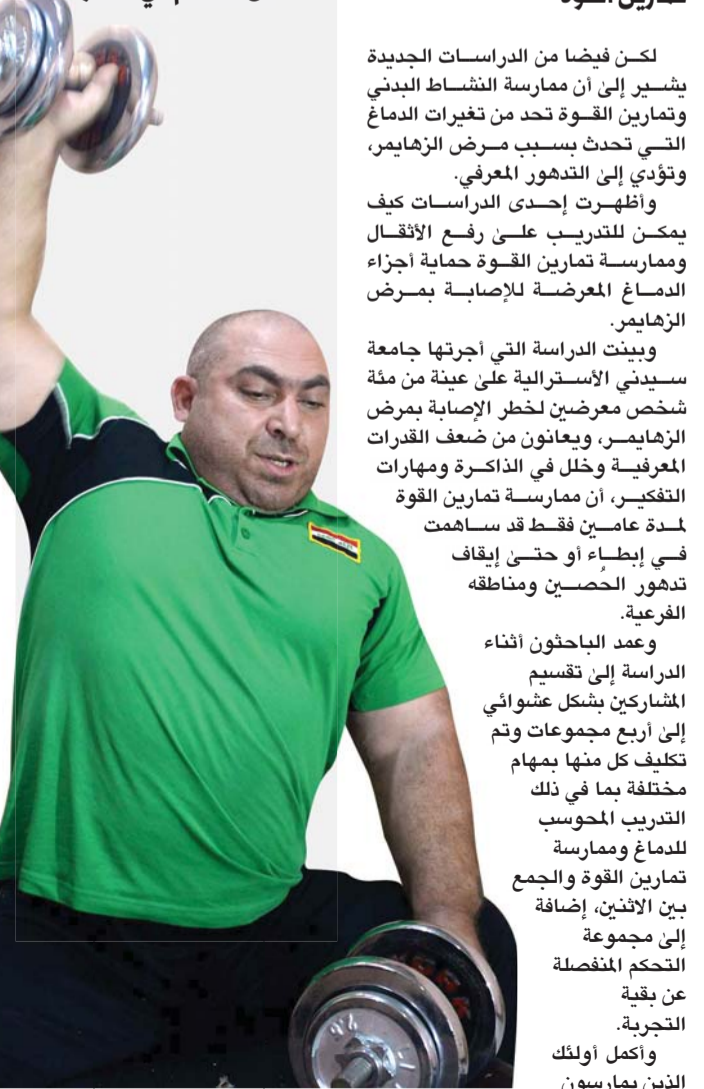 تمارين القوة
لكن فيضا من الدراسات الجديدة
يشير إلىٰ أن ممارسة النشاط البدني
وتمارين القوة تحد من تغيرات الدماغ
التي تحدث بسبب مرض الزهايمر،
وتؤدي إلىٰ التدهور المعرفي.
وأظهرت إحدى الدراسات كيف
يمكن للتدريب علىٰ رفع الأثقال
وممارسة تمارين القوة حماية أجزاء
الدماغ المعرضة للإصابة بمرض
الزهايمر.
وبينت الدراسة التي أجرتها جامعة
سيدني الأسترالية علىٰ عينة من مئة
شخص معرضين لخطر الإصابة بمرض
الزهايمر، ويعانون من ضعف القدرات
المعرفية وخلل في الذاكرة ومهارات
التفكير، أن ممارسة تمارين القوة
لمدة عامين فقط قد ساهمت
في إبطاء أو حتىٰ إيقاف
تدهور الحُصين ومناطقه
الفرعية.
وعمد الباحثون أثناء
الدراسة إلىٰ تقسيم
المشاركين بشكل عشوائي
إلىٰ أربع مجموعات وتم
تكليف كل منها بمهام
مختلفة بما في ذلك
التدريب المحوسب
للدماغ وممارسة
تمارين القوة والجمع
بين الاثنين، إضافة
إلىٰ مجموعة
التحكم المنفصلة
عن بقية
التجربة.
وأكمل أولئك
الذين يمارسون